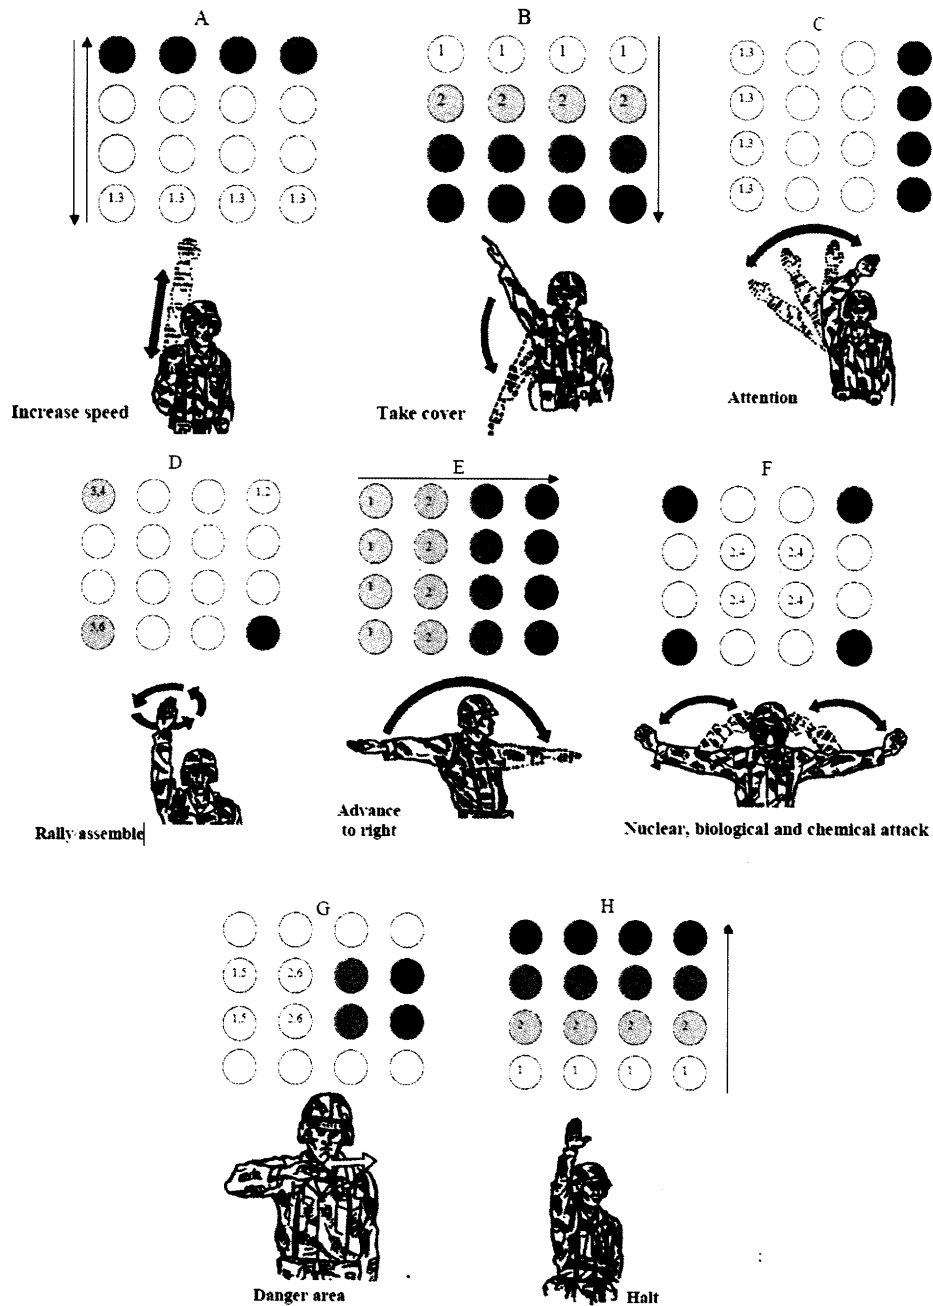 A
B
1 1 1 1
2 2 2 2
C
1.3
1.3
1.3
1.3
1.3 1.3 1.3 1.3
Increase speed
Take cover
Attention
D
3,4 1.2
5,6
E
1 2
1 2
1 2
1 2
F
2.4 2.4
2.4 2.4
Rally assemble
Advance
to right
Nuclear, biological and chemical attack
G
1.5 2,6
1.5 2.6
H
2 2 2 2
1 1 1 1
Danger area
Halt